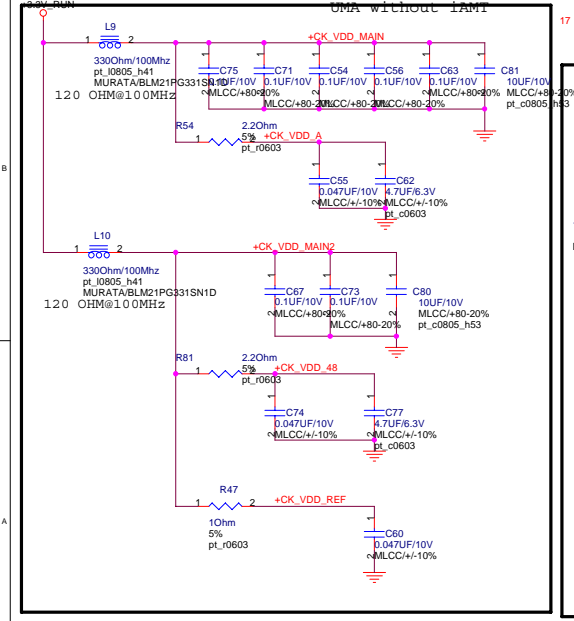 +3.3V_RUN
UMA without iAMT
17
L9
1 2
+CK_VDD_MAIN
330Ohm/100Mhz
pt_l0805_h41
MURATA/BLM21PG331SN1D
120 OHM@100MHz
C75
0.1UF/10V
MLCC/+80-20%
C71
0.1UF/10V
MLCC/+80-20%
C54
0.1UF/10V
MLCC/+80-20%
C56
0.1UF/10V
MLCC/+80-20%
C63
0.1UF/10V
MLCC/+80-20%
C81
10UF/10V
MLCC/+80-20%
pt_c0805_h53
R54
2.2Ohm
1 2
5%
pt_r0603
+CK_VDD_A
B
C55
0.047UF/10V
MLCC/+/-10%
C62
4.7UF/6.3V
MLCC/+/-10%
pt_c0603
L10
1 2
+CK_VDD_MAIN2
330Ohm/100Mhz
pt_l0805_h41
MURATA/BLM21PG331SN1D
120 OHM@100MHz
C67
0.1UF/10V
MLCC/+80-20%
C73
0.1UF/10V
MLCC/+80-20%
C80
10UF/10V
MLCC/+80-20%
pt_c0805_h53
R81
2.2Ohm
1 2
5%
pt_r0603
+CK_VDD_48
C74
0.047UF/10V
MLCC/+/-10%
C77
4.7UF/6.3V
MLCC/+/-10%
pt_c0603
R47
1 2
+CK_VDD_REF
1Ohm
5%
pt_r0603
A
C60
0.047UF/10V
MLCC/+/-10%